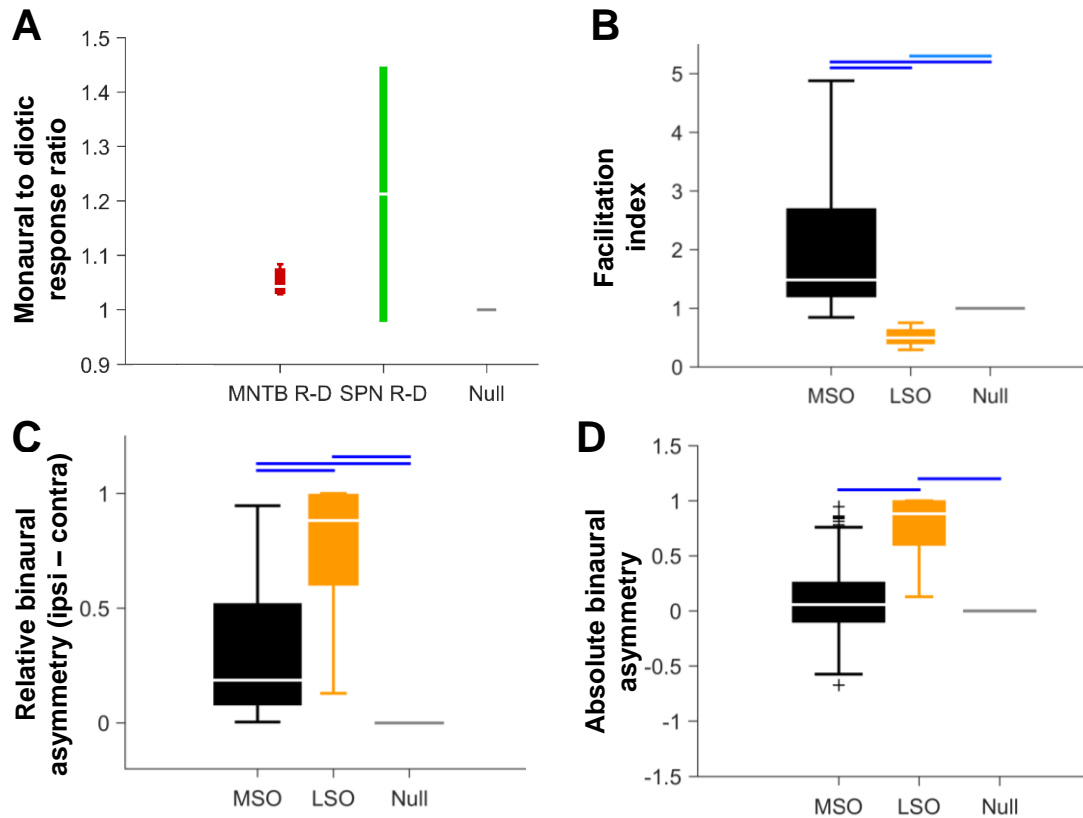 A
Monaural to diotic
response ratio
1.5
1.4
1.3
1.2
1.1
1
0.9
MNTB R-D SPN R-D Null
B
Facilitation
index
5
4
3
2
1
0
MSO LSO Null
C
Relative binaural
asymmetry (ipsi – contra)
1
0.5
0
MSO LSO Null
D
Absolute binaural
asymmetry
1.5
1
0.5
0
-0.5
-1
-1.5
MSO LSO Null